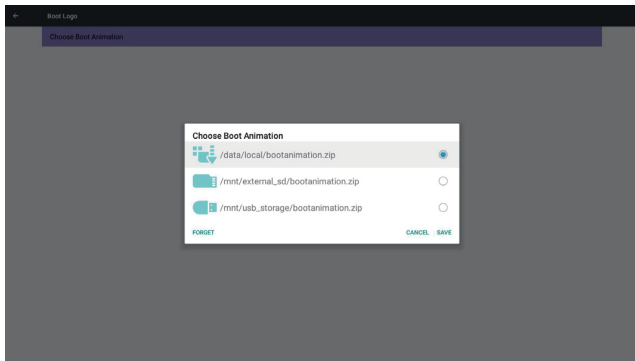 Boot Logo
Choose Boot Animation
Choose Boot Animation
/data/local/bootanimation.zip
/mnt/external_sd/bootanimation.zip
/mnt/usb_storage/bootanimation.zip
FORGET CANCEL SAVE